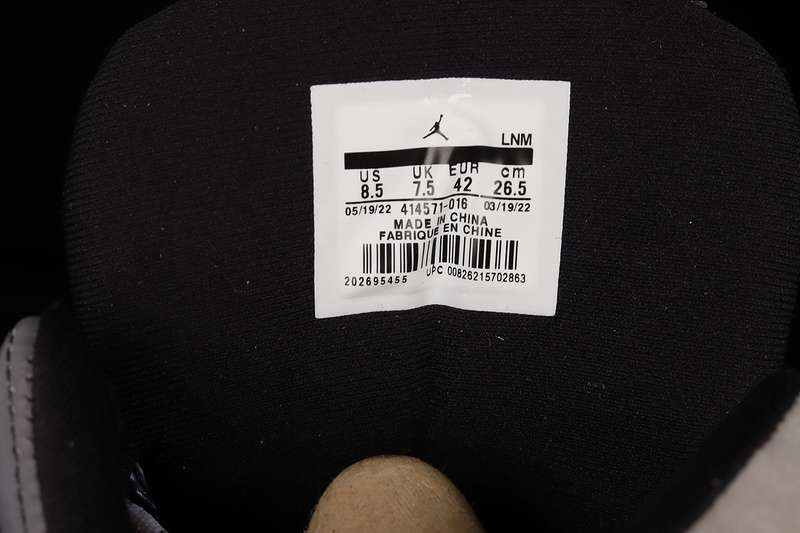 LNM
US UK EUR cm
8.5 7.5 42 26.5
05/19/22 414571-016 03/19/22
MADE IN CHINA
FABRIQUE EN CHINE
202695455 UPC 00826215702863